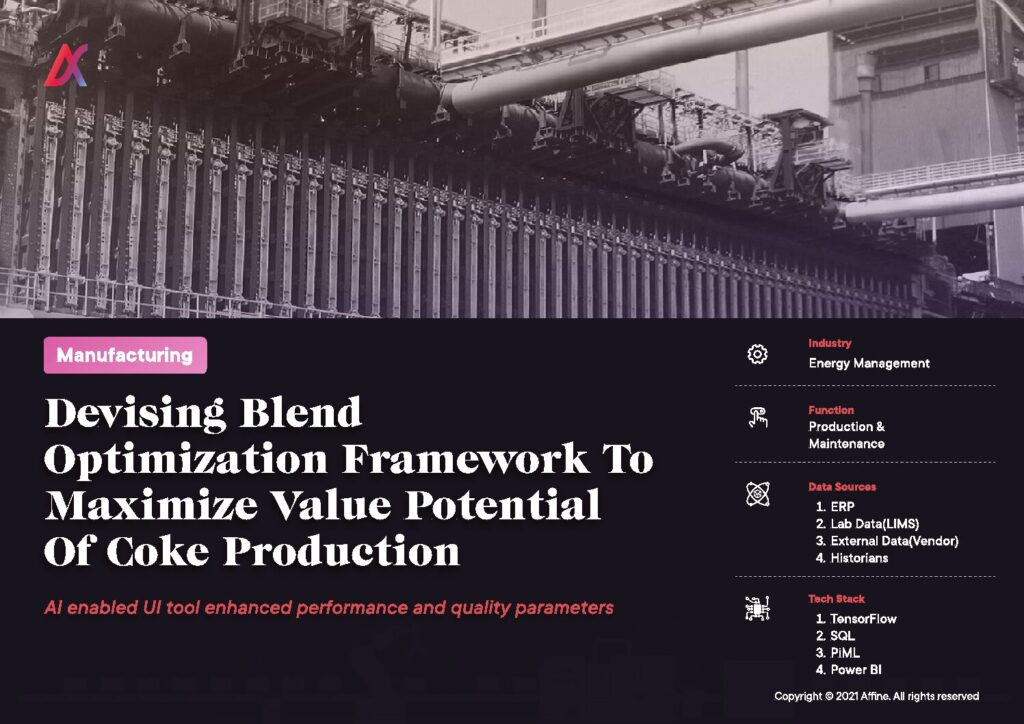 Manufacturing
Devising Blend
Optimization Framework To
Maximize Value Potential
Of Coke Production
AI enabled UI tool enhanced performance and quality parameters
Industry
Energy Management
Function
Production &
Maintenance
Data Sources
1. ERP
2. Lab Data(LIMS)
3. External Data(Vendor)
4. Historians
Tech Stack
1. TensorFlow
2. SQL
3. PiML
4. Power BI
Copyright © 2021 Affine. All rights reserved